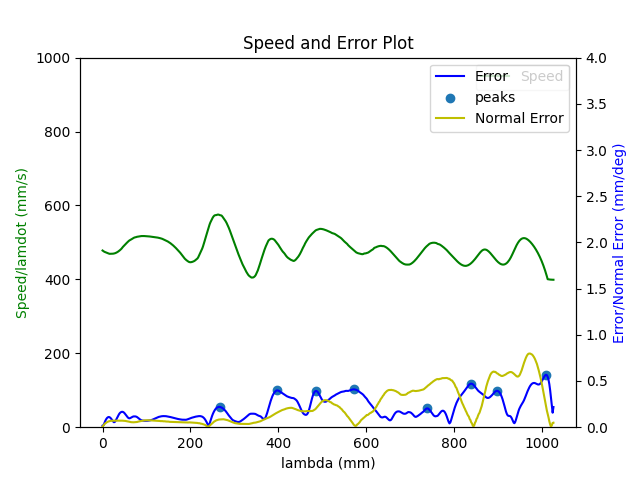 Speed and Error Plot
1000
800
600
400
200
0
Speed/lamdot (mm/s)
4.0
3.5
3.0
2.5
2.0
1.5
1.0
0.5
0.0
Error/Normal Error (mm/deg)
Speed
Error
peaks
Normal Error
0 200 400 600 800 1000
lambda (mm)